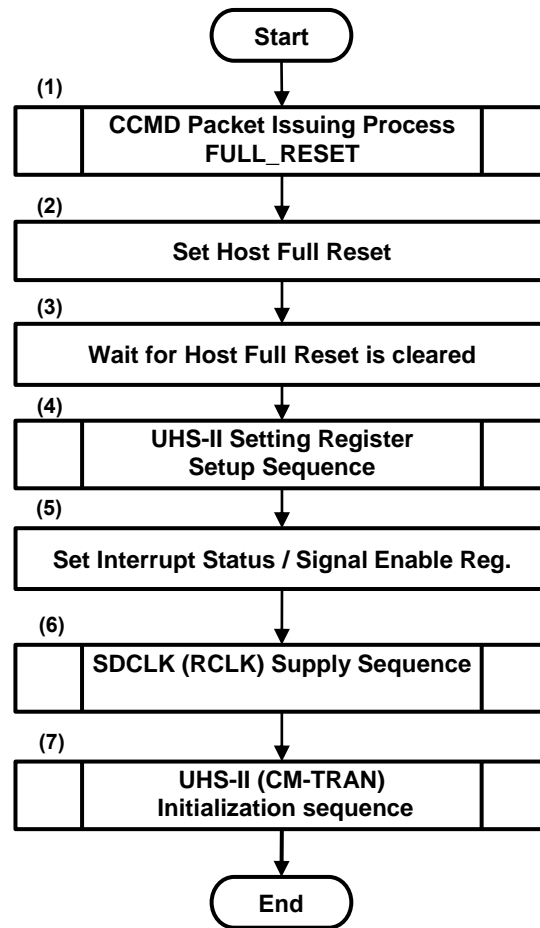 Start
(1)
CCMD Packet Issuing Process
FULL_RESET
(2)
Set Host Full Reset
(3)
Wait for Host Full Reset is cleared
(4)
UHS-II Setting Register
Setup Sequence
(5)
Set Interrupt Status / Signal Enable Reg.
(6)
SDCLK (RCLK) Supply Sequence
(7)
UHS-II (CM-TRAN)
Initialization sequence
End